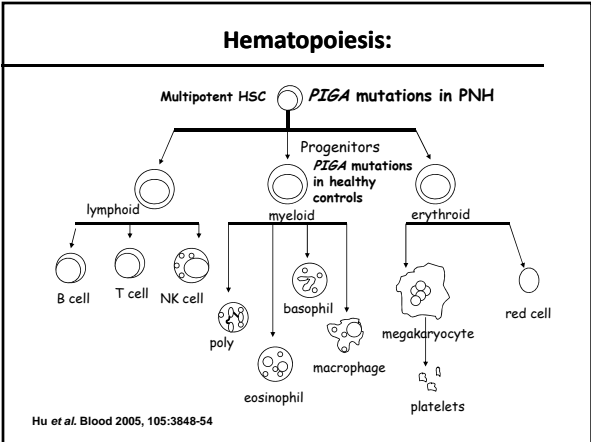 Hematopoiesis:
Multipotent HSC
PIGA mutations in PNH
Progenitors
PIGA mutations
in healthy
controls
lymphoid
myeloid
erythroid
B cell
T cell
NK cell
poly
eosinophil
basophil
macrophage
megakaryocyte
red cell
platelets
Hu et al. Blood 2005, 105:3848-54